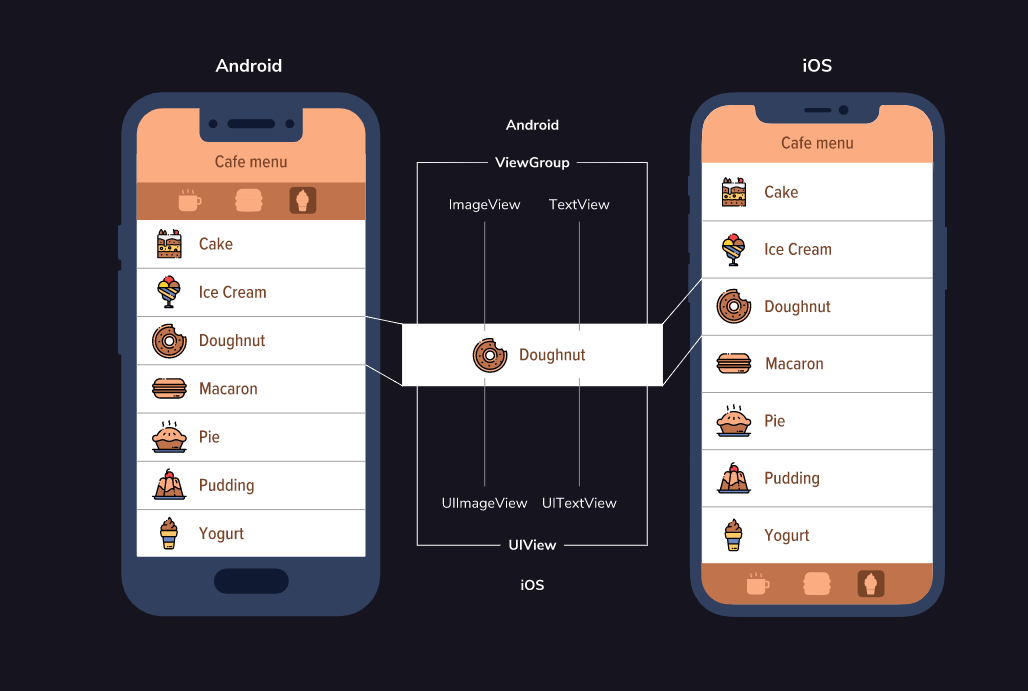 Android
Cafe menu
Cake
Ice Cream
Doughnut
Macaron
Pie
Pudding
Yogurt
Android
ViewGroup
ImageView TextView
Doughnut
UIImageView UITextView
UIView
iOS
iOS
Cafe menu
Cake
Ice Cream
Doughnut
Macaron
Pie
Pudding
Yogurt